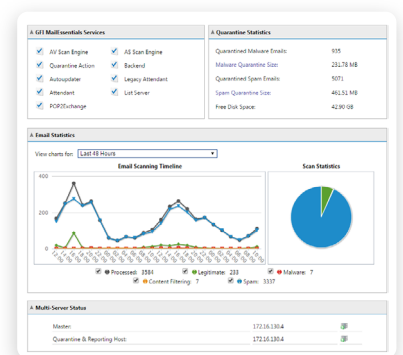 GFI MailEssentials Services
AV Scan Engine
AS Scan Engine
Quarantine Action
Backend
Autoupdater
Legacy Attendant
Attendant
List Server
POP2Exchange
Quarantine Statistics
Quarantined Malware Emails: 935
Malware Quarantine Size: 231.78 MB
Quarantined Spam Emails: 5071
Spam Quarantine Size: 461.51 MB
Free Disk Space: 42.90 GB
Email Statistics
View charts for: Last 48 Hours
Email Scanning Timeline
400
200
0
Processed: 3584
Legitimate: 233
Malware: 7
Content Filtering: 7
Spam: 3337
Scan Statistics
Multi-Server Status
Master: 172.16.130.4
Quarantine & Reporting Host: 172.16.130.4